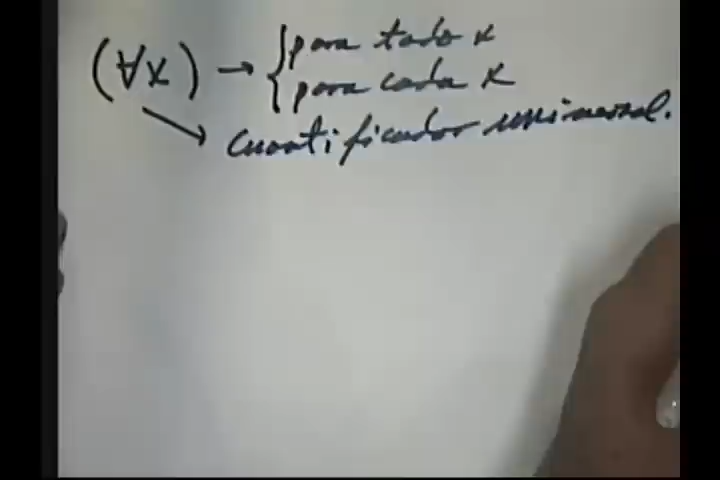 (∀x) → { para todo x
para cada x
cuantificador universal.